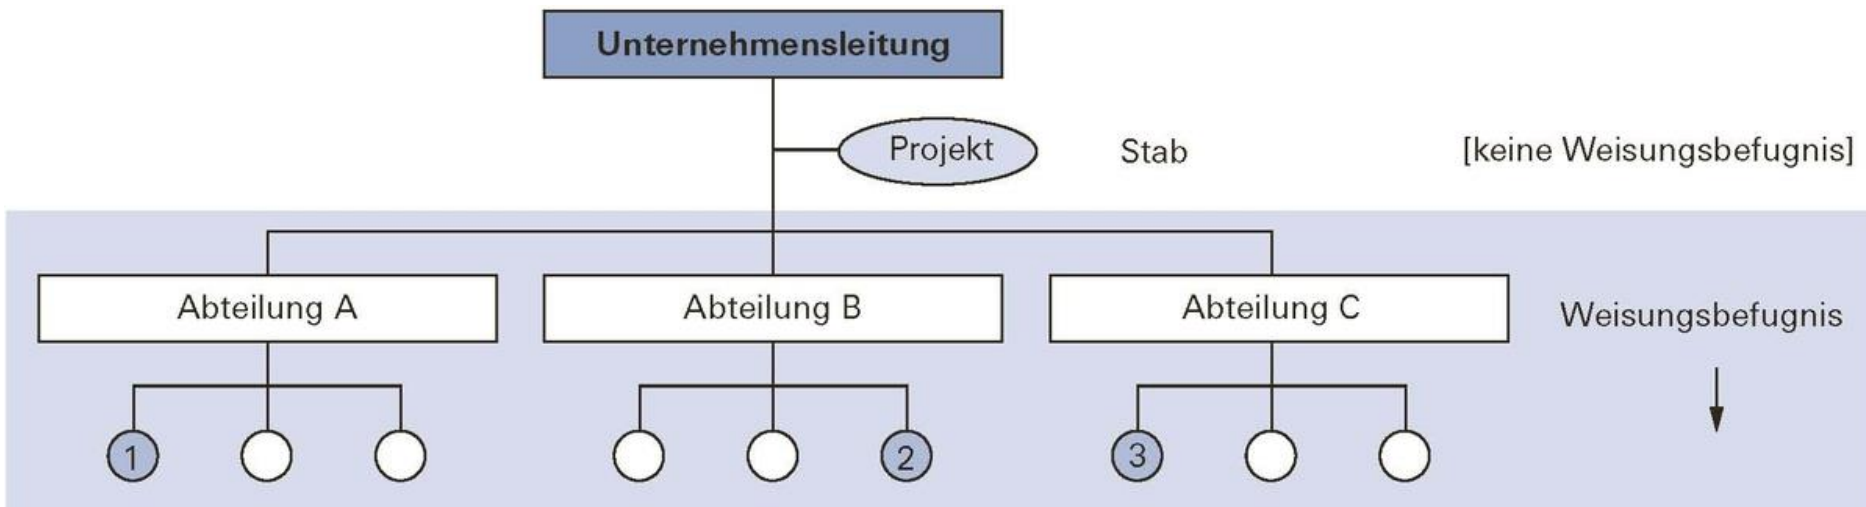 Unternehmensleitung
Projekt Stab [keine Weisungsbefugnis]
Abteilung A Abteilung B Abteilung C Weisungsbefugnis
1 2 3